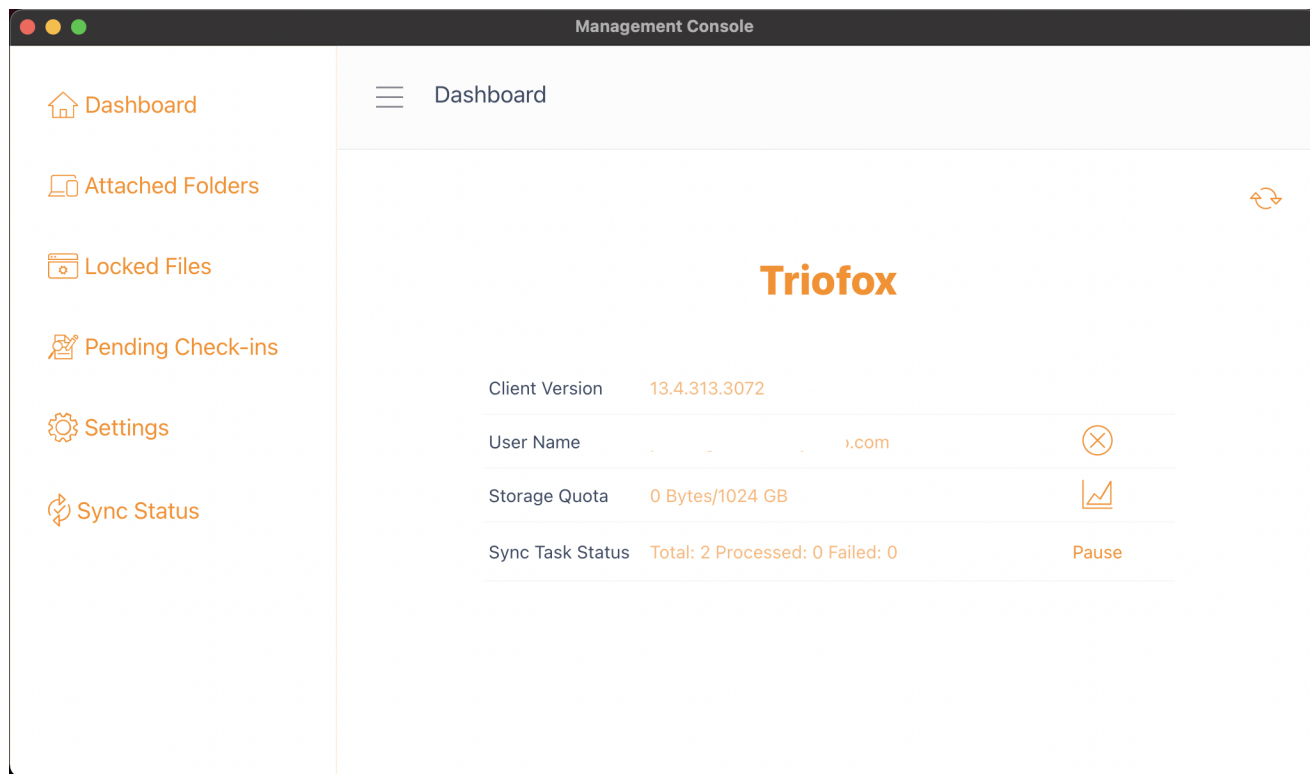 Management Console
Dashboard
Attached Folders
Locked Files
Pending Check-ins
Settings
Sync Status
Dashboard
Triofox
Client Version 13.4.313.3072
User Name .com
Storage Quota 0 Bytes/1024 GB
Sync Task Status Total: 2 Processed: 0 Failed: 0 Pause